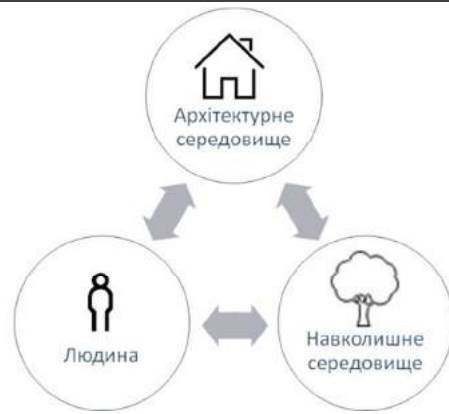 Архітектурне
середовище
Людина
Навколишнє
середовище